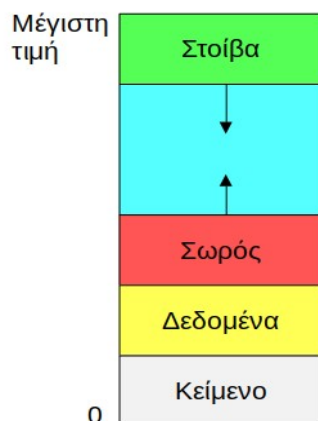 Μέγιστη
τιμή
Στοίβα
Σωρός
Δεδομένα
Κείμενο
0